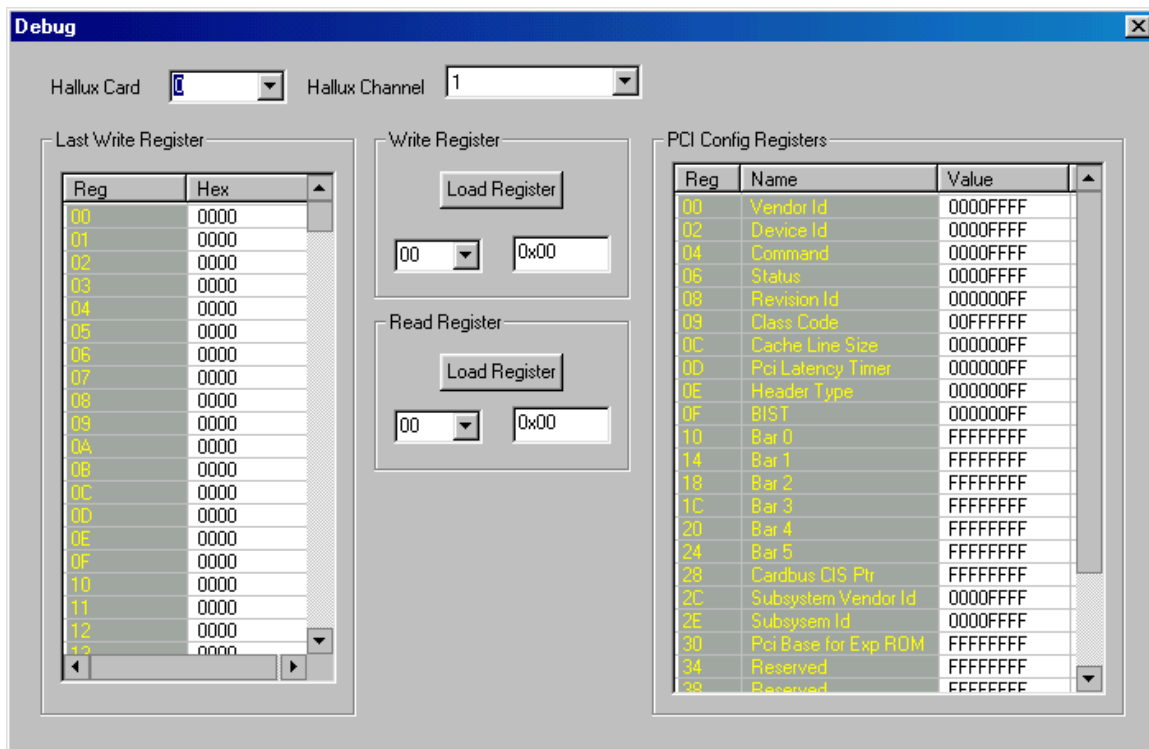 Debug
Hallux Card 0 Hallux Channel 1
Last Write Register
Reg Hex
00 0000
01 0000
02 0000
03 0000
04 0000
05 0000
06 0000
07 0000
08 0000
09 0000
0A 0000
0B 0000
0C 0000
0D 0000
0E 0000
0F 0000
10 0000
11 0000
12 0000
13 0000
Write Register
Load Register
00 0x00
Read Register
Load Register
00 0x00
PCI Config Registers
Reg Name Value
00 Vendor Id 0000FFFF
02 Device Id 0000FFFF
04 Command 0000FFFF
06 Status 0000FFFF
08 Revision Id 000000FF
09 Class Code 00FFFFFF
0C Cache Line Size 000000FF
0D Pci Latency Timer 000000FF
0E Header Type 000000FF
0F BIST 000000FF
10 Bar 0 FFFFFFFF
14 Bar 1 FFFFFFFF
18 Bar 2 FFFFFFFF
1C Bar 3 FFFFFFFF
20 Bar 4 FFFFFFFF
24 Bar 5 FFFFFFFF
28 Cardbus CIS Ptr FFFFFFFF
2C Subsystem Vendor Id 0000FFFF
2E Subsysem Id 0000FFFF
30 Pci Base for Exp ROM FFFFFFFF
34 Reserved FFFFFFFF
38 Reserved FFFFFFFF